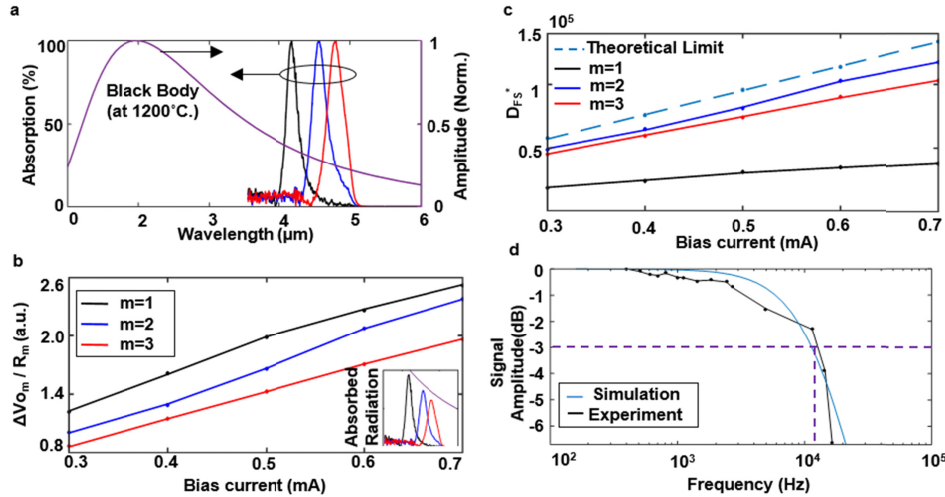 a
100
50
0
Absorption (%)
Black Body
(at 1200°C.)
1
0.5
0
Amplitude (Norm.)
0 1 2 3 4 5 6
Wavelength (µm)
b
2.6
2.0
1.4
0.8
ΔVo m / R m (a.u.)
m=1
m=2
m=3
Absorbed
Radiation
0.3 0.4 0.5 0.6 0.7
Bias current (mA)
c
10^5
1.5
1
0.5
D FS *
Theoretical Limit
m=1
m=2
m=3
0.3 0.4 0.5 0.6 0.7
Bias current (mA)
d
0
-1
-2
-3
-4
-5
-6
Signal
Amplitude(dB)
Simulation
Experiment
10^2 10^3 10^4 10^5
Frequency (Hz)